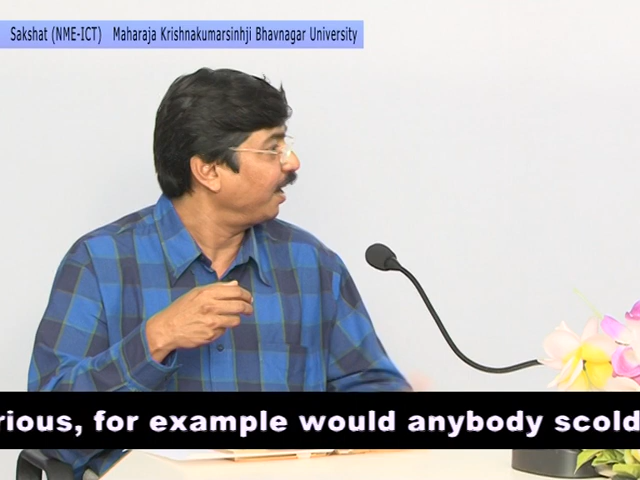 Sakshat (NME-ICT) Maharaja Krishnakumarsinhji Bhavnagar University
rious, for example would anybody scold